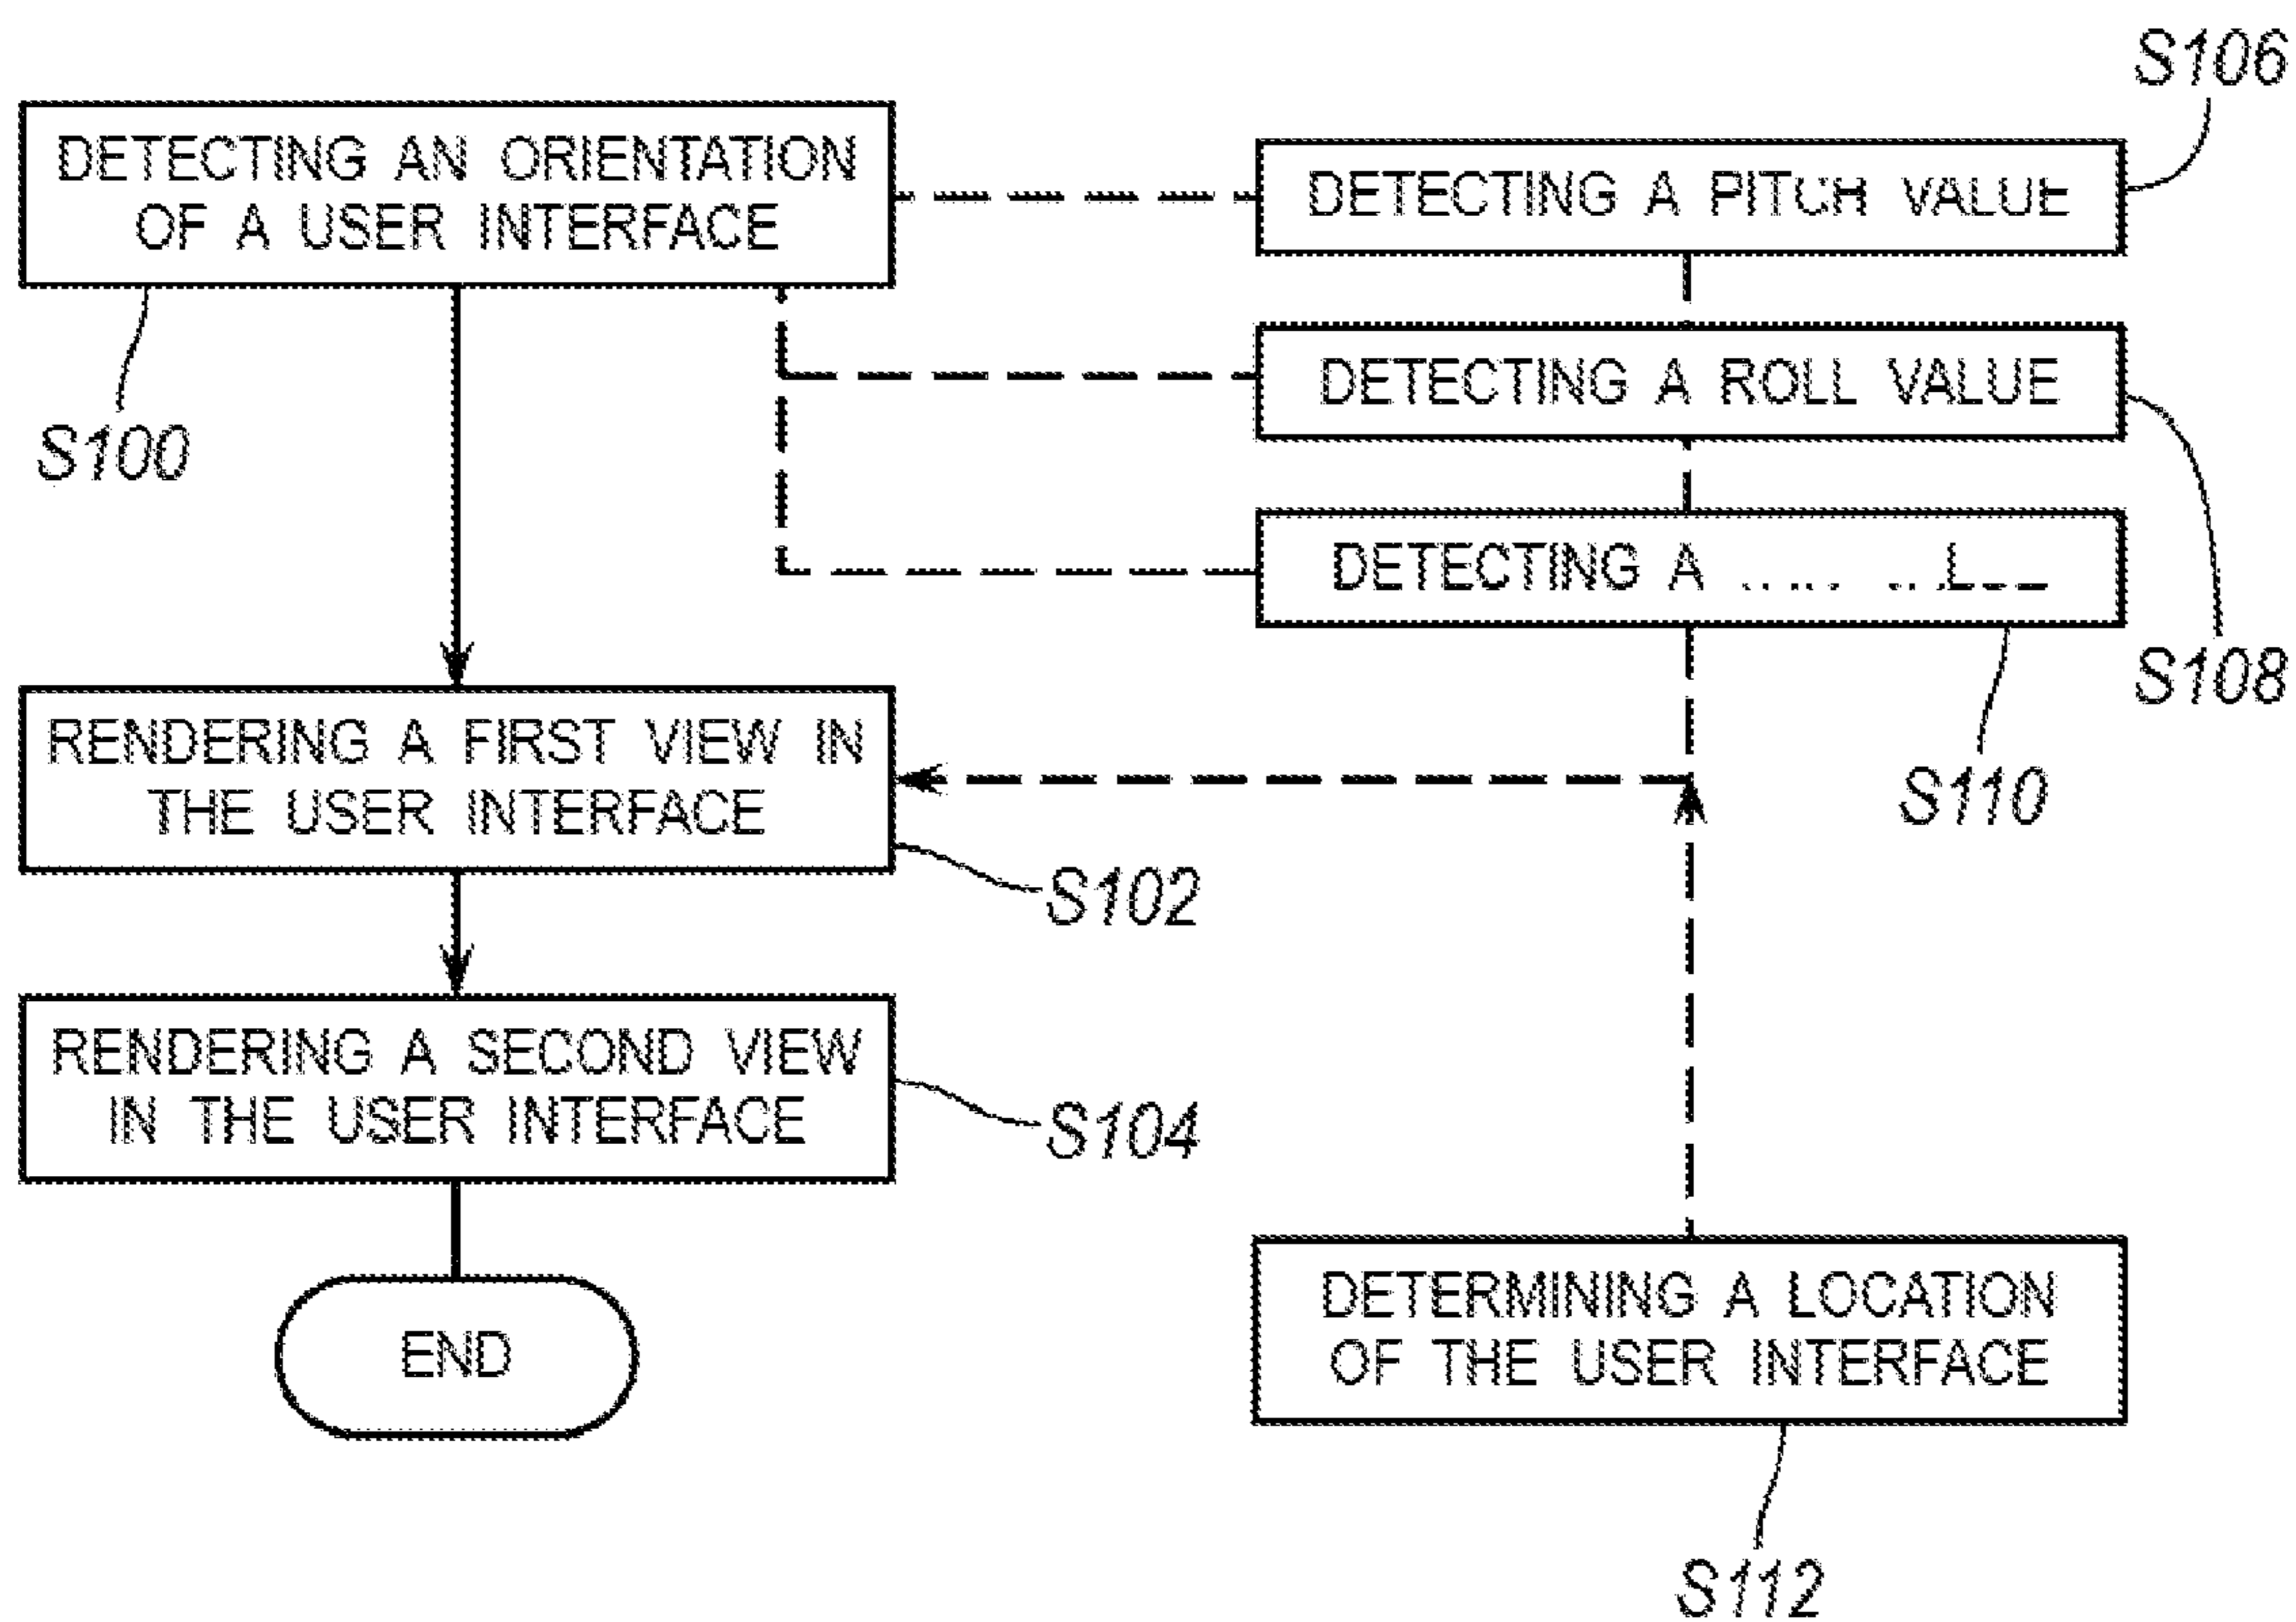 S106
DETECTING AN ORIENTATION
OF A USER INTERFACE
DETECTING A PITCH VALUE
DETECTING A ROLL VALUE
S100
DETECTING A
S108
RENDERING A FIRST VIEW IN
THE USER INTERFACE
S110
S102
RENDERING A SECOND VIEW
IN THE USER INTERFACE
S104
DETERMINING A LOCATION
OF THE USER INTERFACE
END
S112